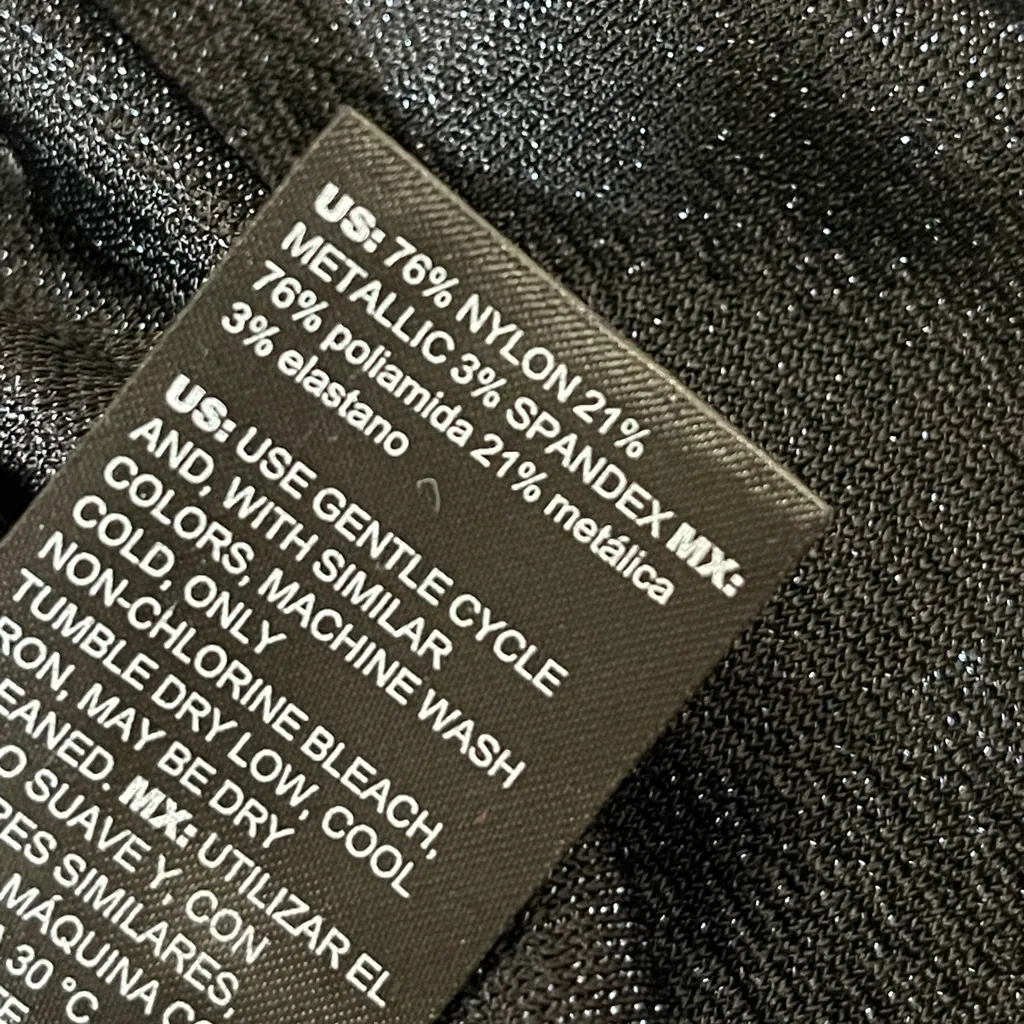 US: 76% NYLON 21%
METALLIC 3% SPANDEX MX:
76% poliamida 21% metálica
3% elastano
US: USE GENTLE CYCLE
AND, WITH SIMILAR
COLORS, MACHINE WASH
COLD, ONLY
NON-CHLORINE BLEACH,
TUMBLE DRY LOW, COOL
RON, MAY BE DRY
EANED. MX: UTILIZAR EL
O SUAVE Y, CON
RES SIMILARES,
MÁQUINA CO
30 °C